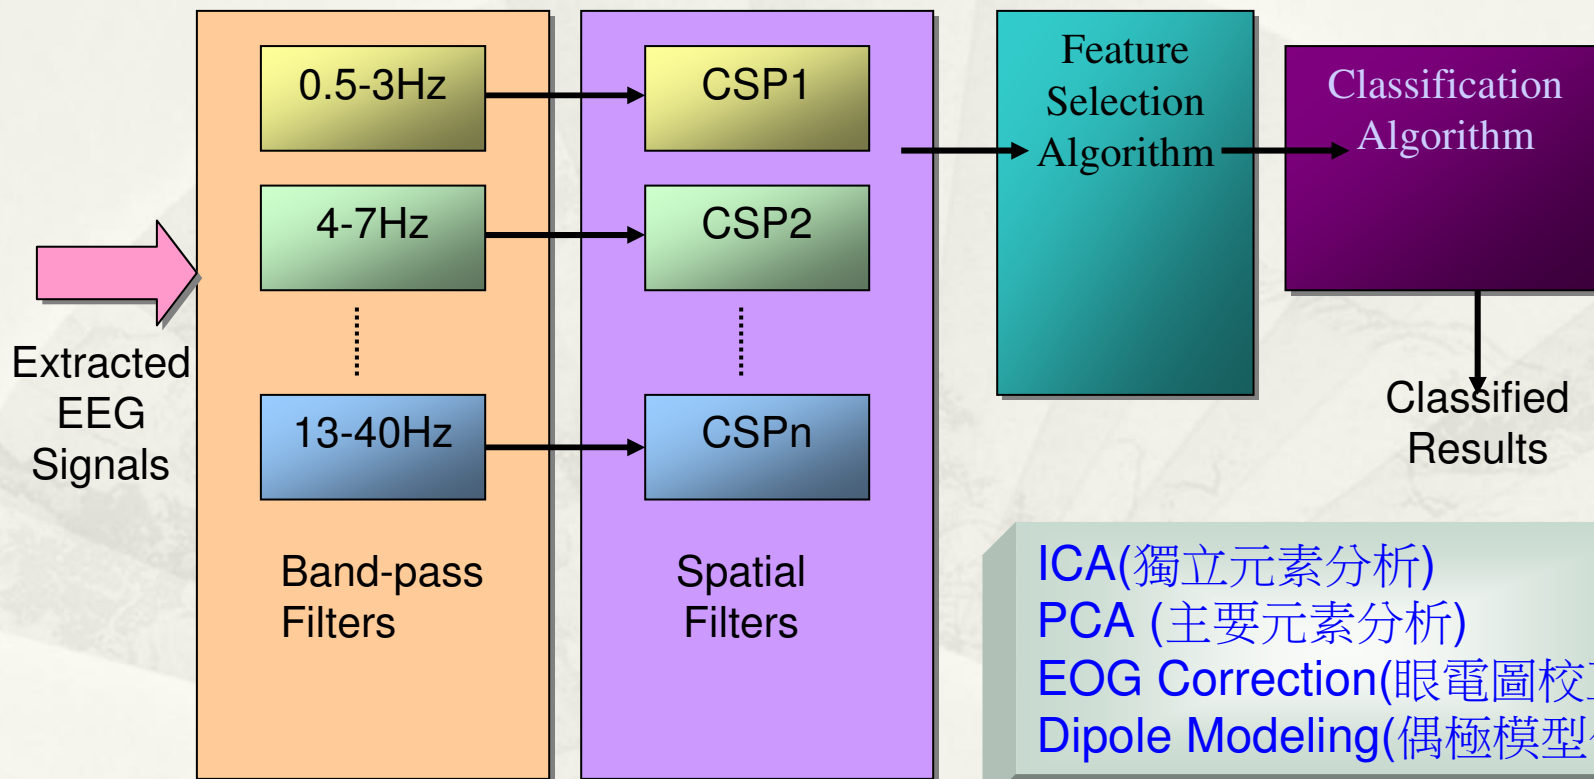 Extracted
EEG
Signals
0.5-3Hz
4-7Hz
13-40Hz
Band-pass
Filters
CSP1
CSP2
CSPn
Spatial
Filters
Feature
Selection
Algorithm
Classification
Algorithm
Classified
Results
ICA(獨立元素分析)
PCA (主要元素分析)
EOG Correction(眼電圖校
Dipole Modeling(偶極模型